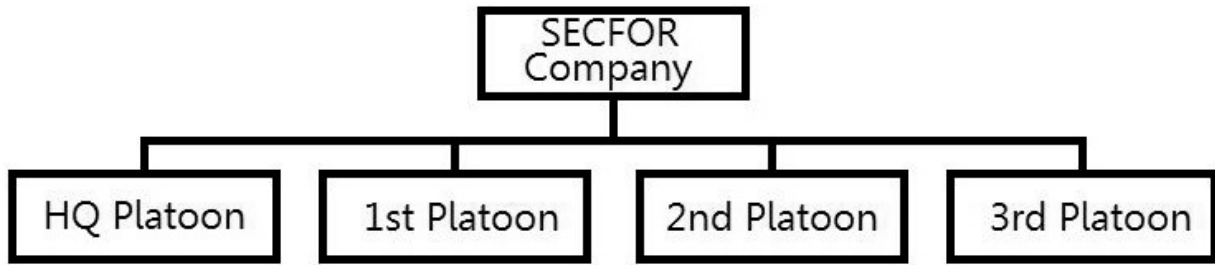 SECFOR
Company
HQ Platoon
1st Platoon
2nd Platoon
3rd Platoon